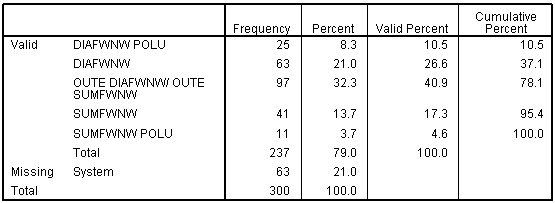 Frequency Percent Valid Percent Cumulative Percent
Valid DIAFWNW POLU 25 8.3 10.5 10.5
DIAFWNW 63 21.0 26.6 37.1
OUTE DIAFWNW/ OUTE SUMFWNW 97 32.3 40.9 78.1
SUMFWNW 41 13.7 17.3 95.4
SUMFWNW POLU 11 3.7 4.6 100.0
Total 237 79.0 100.0
Missing System 63 21.0
Total 300 100.0